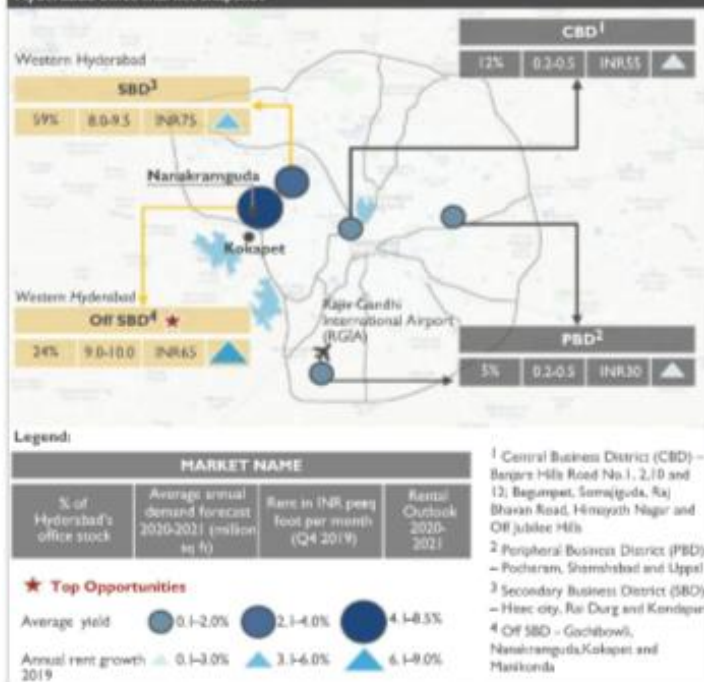 CBD1
12% 0.2-0.5 INR55
Western Hyderabad
SBD3
59% 8.0-9.5 INR75
Nanakramguda
Kokapet
Western Hyderabad
Off SBD4 ★
24% 9.0-10.0 INR65
Rajiv Gandhi
International Airport
(RGIA)
PBD2
5% 0.2-0.5 INR30
Legend:
MARKET NAME
% of
Hyderabad's
office stock
Average annual
demand forecast
2020-2021 (million
sq ft)
Rent in INR
foot per month
(Q4 2019)
Rental
Outlook
2020-
2021
★ Top Opportunities
Average yield 0.1–2.0% 2.1–4.0% 4.1–8.5%
Annual rent growth 0.1–3.0% 3.1–6.0% 6.1–9.0%
2019
1 Central Business District (CBD) –
Banjara Hills Road No.1, 2,10 and
12; Begumpet, Somajiguda, Raj
Bhavan Road, Himayath Nagar and
Off Jubilee Hills
2 Peripheral Business District (PBD)
– Pocharam, Shamshabad and Uppal
3 Secondary Business District (SBD)
– Hitec city, Rai Durg and Kondapur
4 Off SBD – Gachibowli,
Nanakramguda,Kokapet and
Manikonda